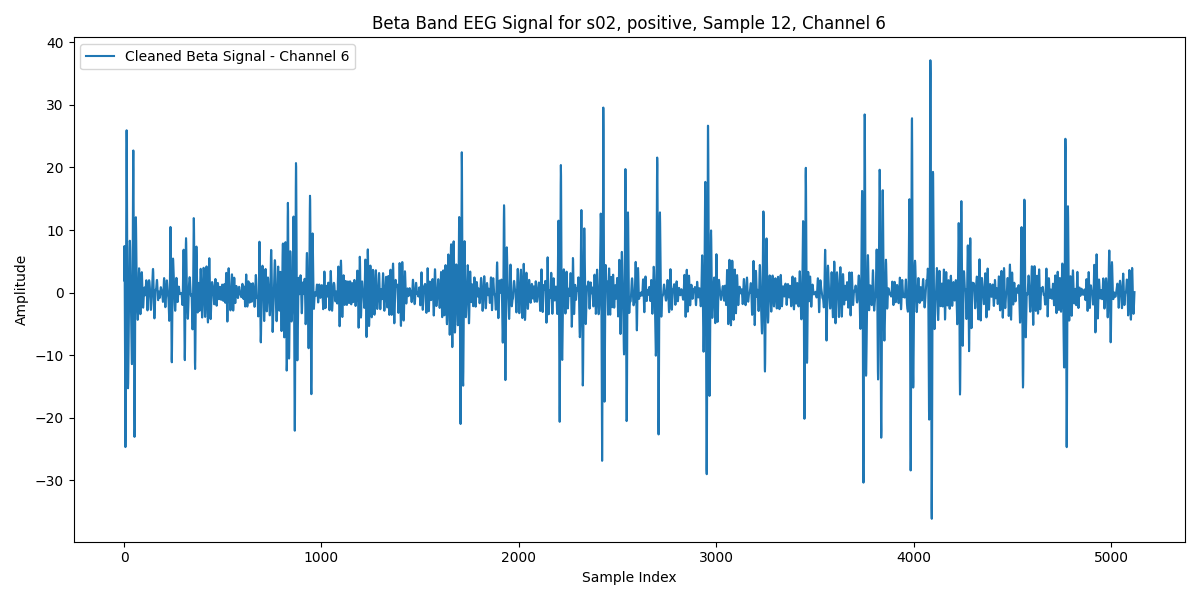 Beta Band EEG Signal for s02, positive, Sample 12, Channel 6
Cleaned Beta Signal - Channel 6
40
30
20
10
0
−10
−20
−30
Amplitude
0 1000 2000 3000 4000 5000
Sample Index